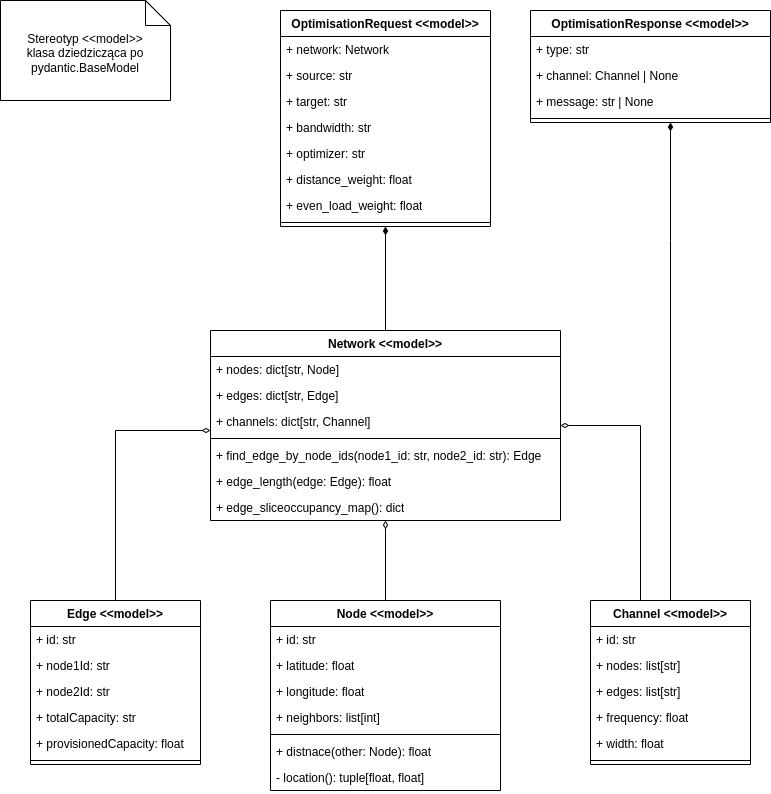 Stereotyp <<model>>
klasa dziedzicząca po
pydantic.BaseModel
OptimisationRequest <<model>>
+ network: Network
+ source: str
+ target: str
+ bandwidth: str
+ optimizer: str
+ distance_weight: float
+ even_load_weight: float
OptimisationResponse <<model>>
+ type: str
+ channel: Channel | None
+ message: str | None
Network <<model>>
+ nodes: dict[str, Node]
+ edges: dict[str, Edge]
+ channels: dict[str, Channel]
+ find_edge_by_node_ids(node1_id: str, node2_id: str): Edge
+ edge_length(edge: Edge): float
+ edge_sliceoccupancy_map(): dict
Edge <<model>>
+ id: str
+ node1Id: str
+ node2Id: str
+ totalCapacity: str
+ provisionedCapacity: float
Node <<model>>
+ id: str
+ latitude: float
+ longitude: float
+ neighbors: list[int]
+ distnace(other: Node): float
- location(): tuple[float, float]
Channel <<model>>
+ id: str
+ nodes: list[str]
+ edges: list[str]
+ frequency: float
+ width: float